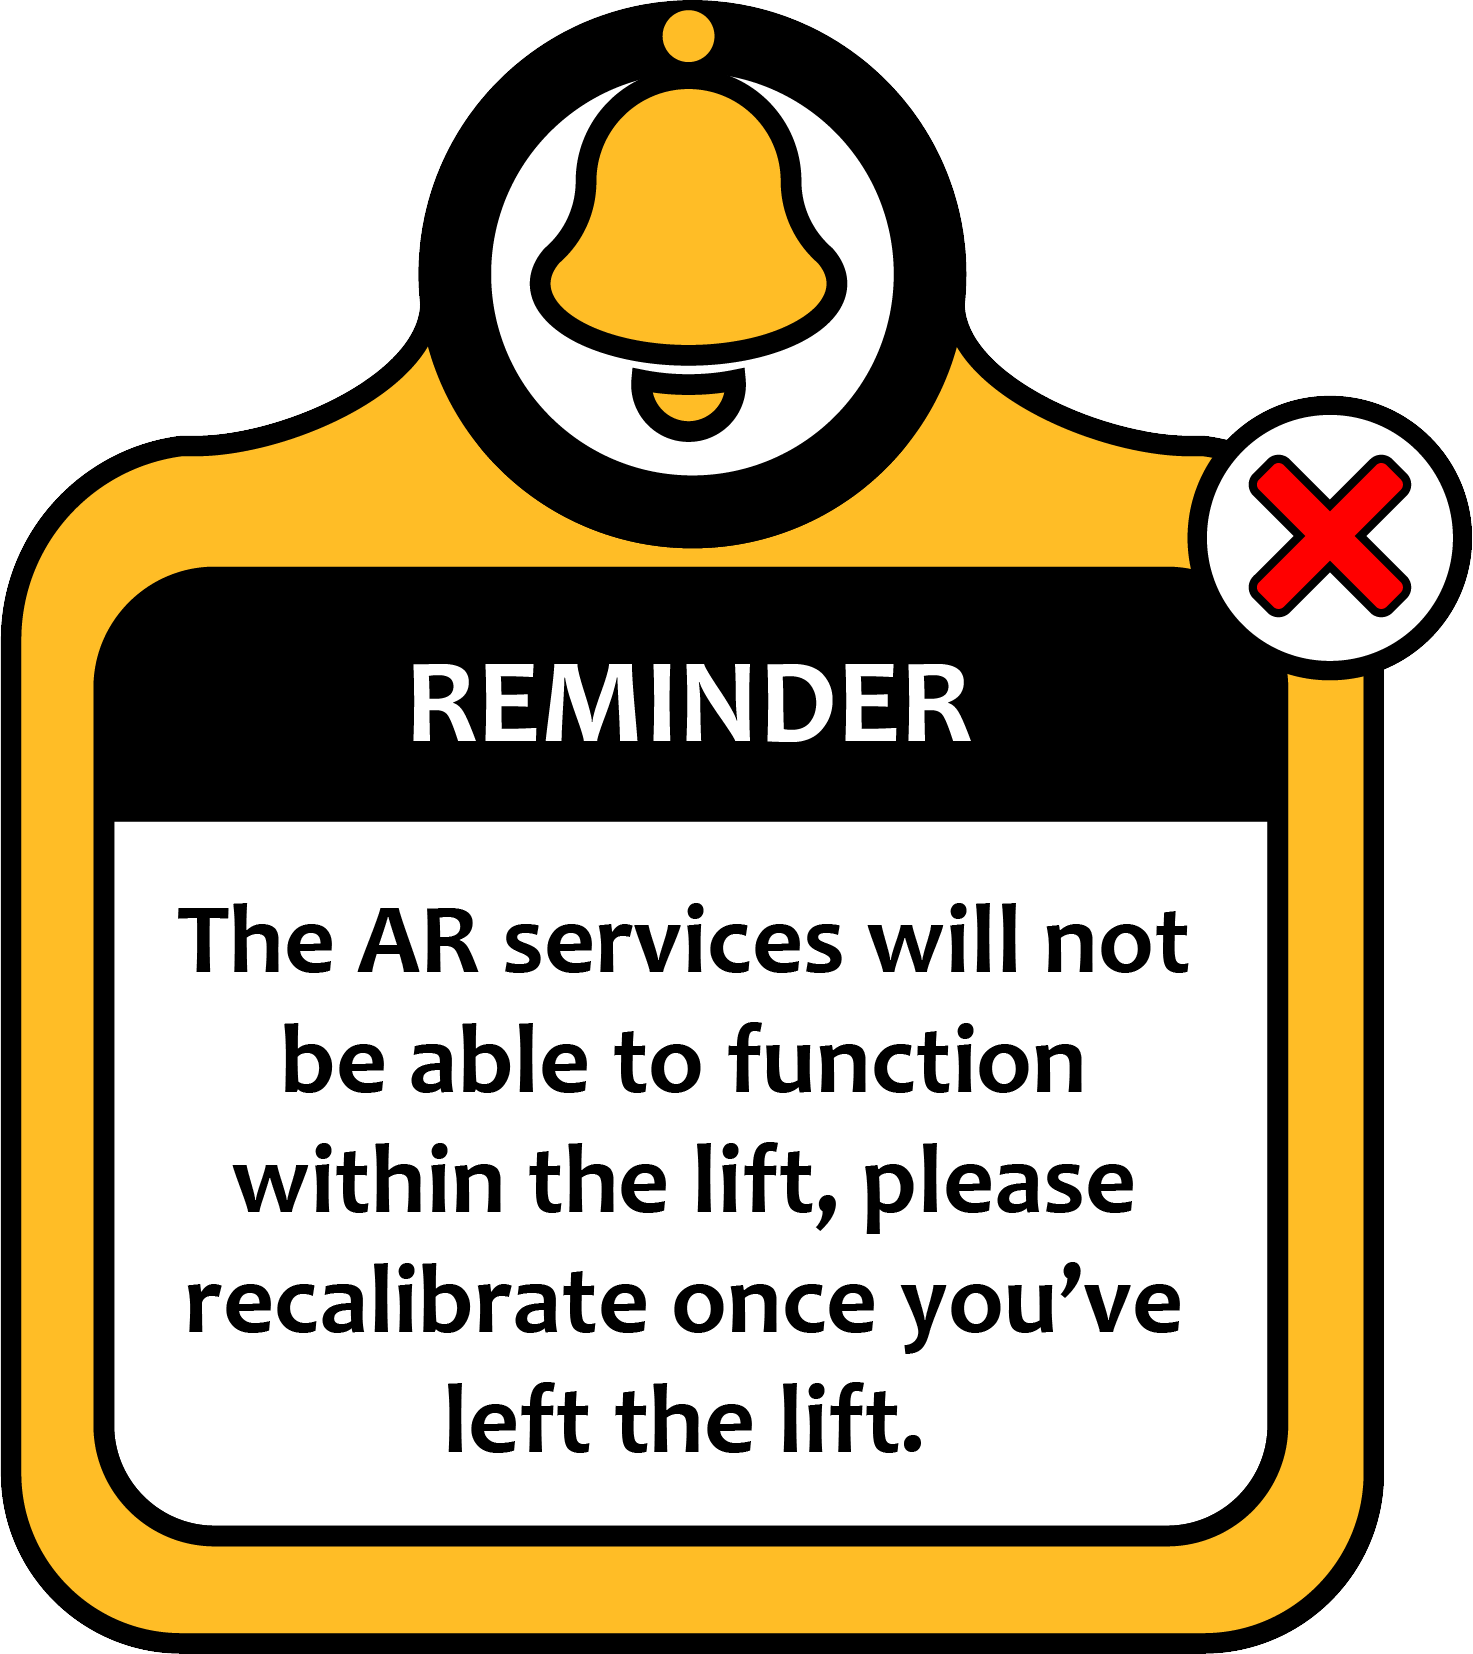 REMINDER
The AR services will not
be able to function
within the lift, please
recalibrate once you’ve
left the lift.